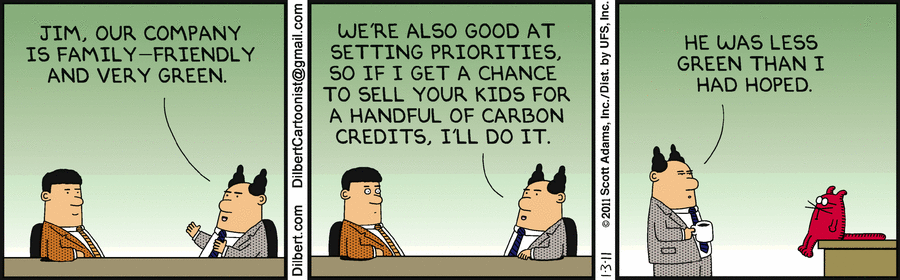 JIM, OUR COMPANY
IS FAMILY-FRIENDLY
AND VERY GREEN.
Dilbert.com DilbertCartoonist@gmail.com
WE'RE ALSO GOOD AT
SETTING PRIORITIES,
SO IF I GET A CHANCE
TO SELL YOUR KIDS FOR
A HANDFUL OF CARBON
CREDITS, I'LL DO IT.
1-3-11 ©2011 Scott Adams, Inc./Dist. by UFS, Inc.
HE WAS LESS
GREEN THAN I
HAD HOPED.